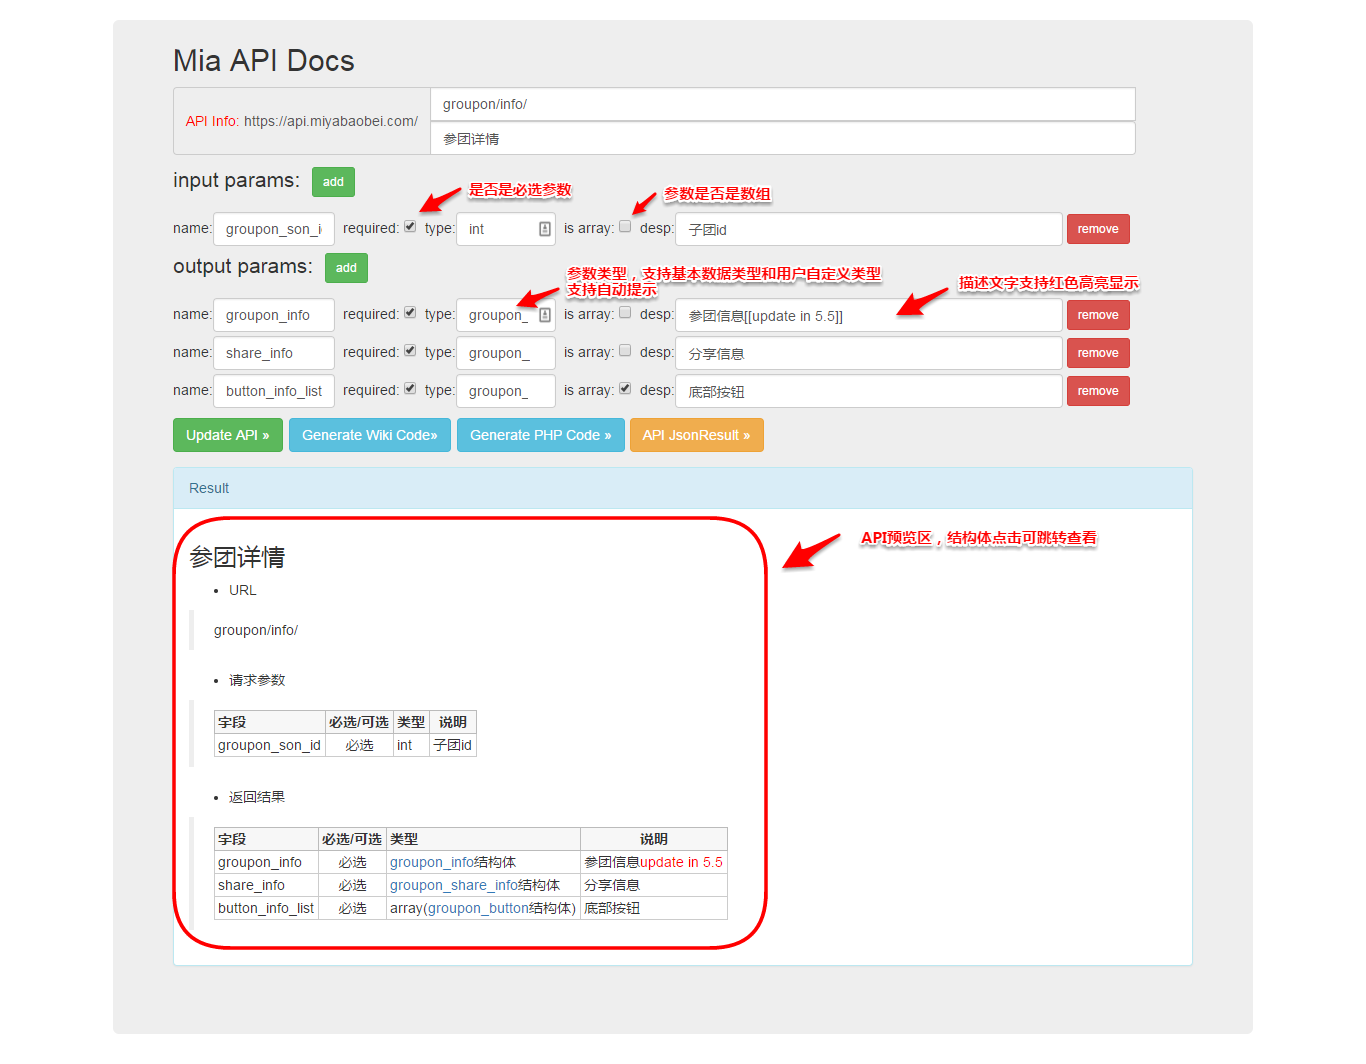 Mia API Docs
API Info: https://api.miyabaobei.com/
groupon/info/
参团详情
input params: add
是否是必选参数
参数是否是数组
name: groupon_son_i required: type: int is array: desp: 子团id remove
output params: add
参数类型，支持基本数据类型和用户自定义类型
支持自动提示
描述文字支持红色高亮显示
name: groupon_info required: type: groupon_ is array: desp: 参团信息[[update in 5.5]] remove
name: share_info required: type: groupon_ is array: desp: 分享信息 remove
name: button_info_list required: type: groupon_ is array: desp: 底部按钮 remove
Update API » Generate Wiki Code» Generate PHP Code » API JsonResult »
Result
API预览区，结构体点击可跳转查看
参团详情
• URL
groupon/info/
• 请求参数
字段 必选/可选 类型 说明
groupon_son_id 必选 int 子团id
• 返回结果
字段 必选/可选 类型 说明
groupon_info 必选 groupon_info结构体 参团信息update in 5.5
share_info 必选 groupon_share_info结构体 分享信息
button_info_list 必选 array(groupon_button结构体) 底部按钮